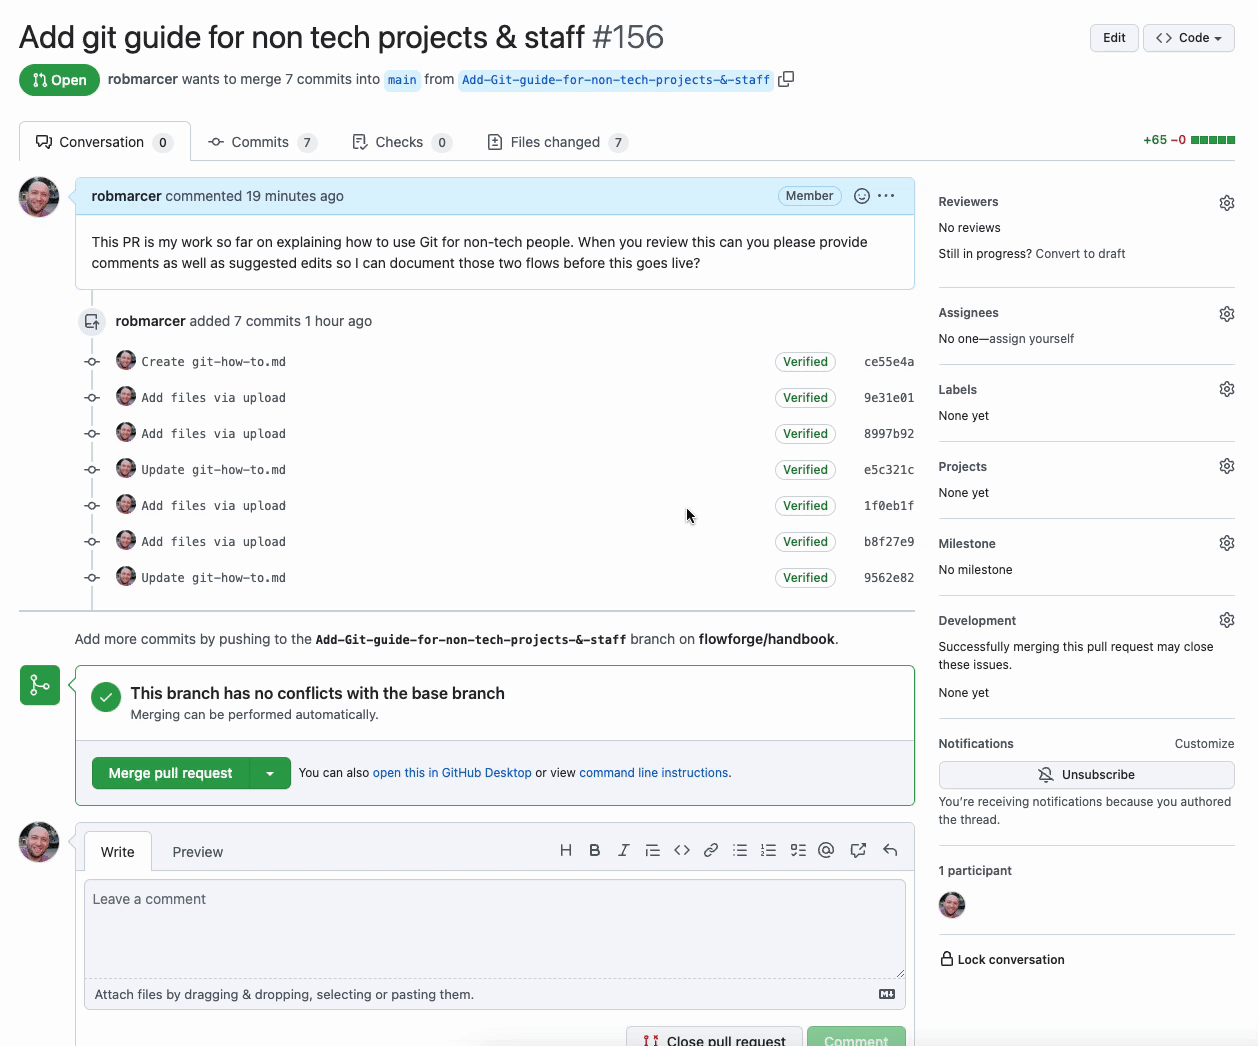 Add git guide for non tech projects & staff #156
Edit
Code
Open
robmarcer wants to merge 7 commits into main from Add-Git-guide-for-non-tech-projects-&-staff
Conversation 0
Commits 7
Checks 0
Files changed 7
+65 −0
robmarcer commented 19 minutes ago
Member
This PR is my work so far on explaining how to use Git for non-tech people. When you review this can you please provide
comments as well as suggested edits so I can document those two flows before this goes live?
robmarcer added 7 commits 1 hour ago
Create git-how-to.md Verified ce55e4a
Add files via upload Verified 9e31e01
Add files via upload Verified 8997b92
Update git-how-to.md Verified e5c321c
Add files via upload Verified 1f0eb1f
Add files via upload Verified b8f27e9
Update git-how-to.md Verified 9562e82
Add more commits by pushing to the Add-Git-guide-for-non-tech-projects-&-staff branch on flowforge/handbook.
This branch has no conflicts with the base branch
Merging can be performed automatically.
Merge pull request
You can also open this in GitHub Desktop or view command line instructions.
Write
Preview
Leave a comment
Attach files by dragging & dropping, selecting or pasting them.
Close pull request
Comment
Reviewers
No reviews
Still in progress? Convert to draft
Assignees
No one—assign yourself
Labels
None yet
Projects
None yet
Milestone
No milestone
Development
Successfully merging this pull request may close
these issues.
None yet
Notifications
Customize
Unsubscribe
You're receiving notifications because you authored
the thread.
1 participant
Lock conversation